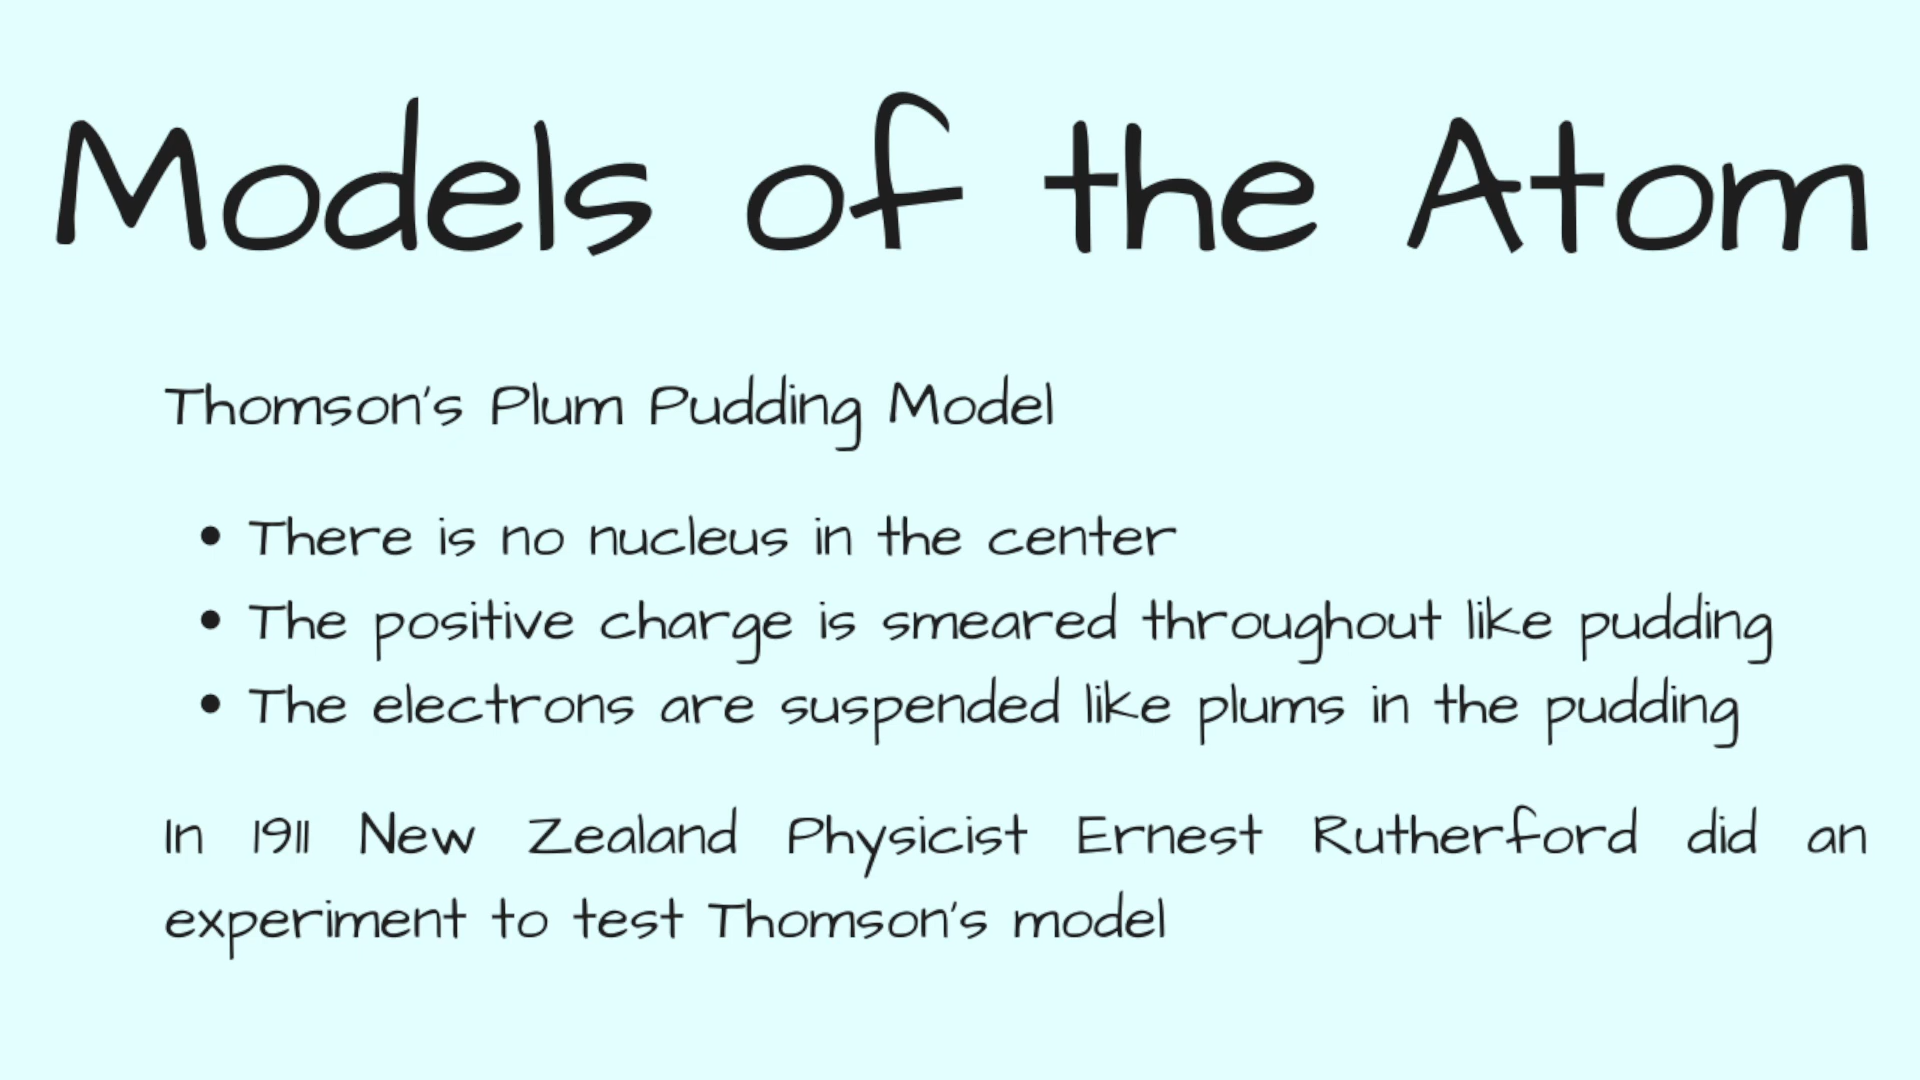 Models of the Atom
Thomson's Plum Pudding Model
• There is no nucleus in the center
• The positive charge is smeared throughout like pudding
• The electrons are suspended like plums in the pudding
In 1911 New Zealand Physicist Ernest Rutherford did an
experiment to test Thomson's model